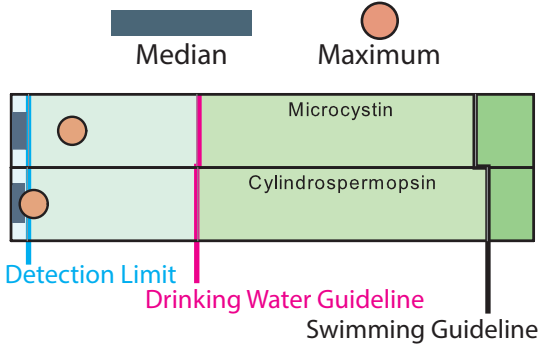 Median
Maximum
Microcystin
Cylindrospermopsin
Detection Limit
Drinking Water Guideline
Swimming Guideline